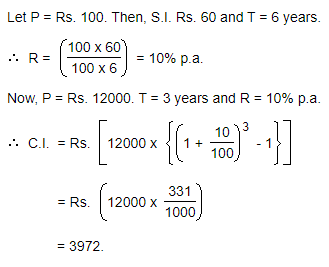 Let P = Rs. 100. Then, S.I. Rs. 60 and T = 6 years.
∴ R = (100 x 60 / 100 x 6) = 10% p.a.
Now, P = Rs. 12000. T = 3 years and R = 10% p.a.
∴ C.I. = Rs. [12000 x {(1 + 10/100)^3 - 1}]
= Rs. (12000 x 331/1000)
= 3972.